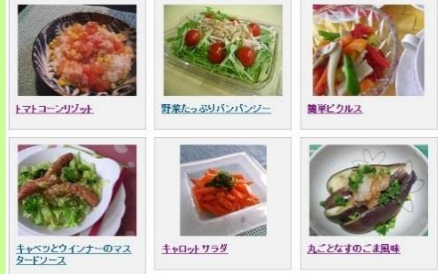 トマトコーンリゾット
野菜たっぷりバンバンジー
簡単ピクルス
キャベツとウインナーのマス
タードソース
キャロットサラダ
丸ごとなすのごま風味